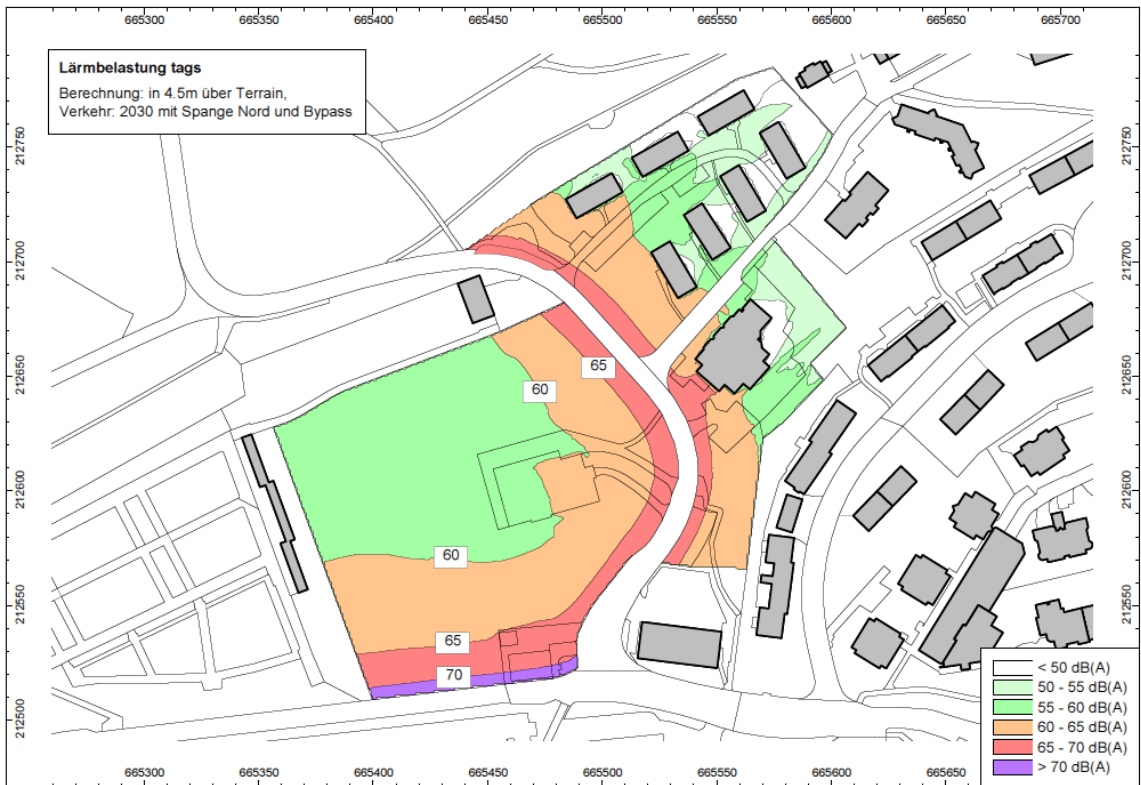 665300 665350 665400 665450 665500 665550 665600 665650 665700
Lärmbelastung tags
Berechnung: in 4.5m über Terrain,
Verkehr: 2030 mit Spange Nord und Bypass
212750 212750
212700 212700
212650 212650
65
60
212600 212600
60
212550 212550
65
70
212500
< 50 dB(A)
50 - 55 dB(A)
55 - 60 dB(A)
60 - 65 dB(A)
65 - 70 dB(A)
> 70 dB(A)
665300 665350 665400 665450 665500 665550 665600 665650